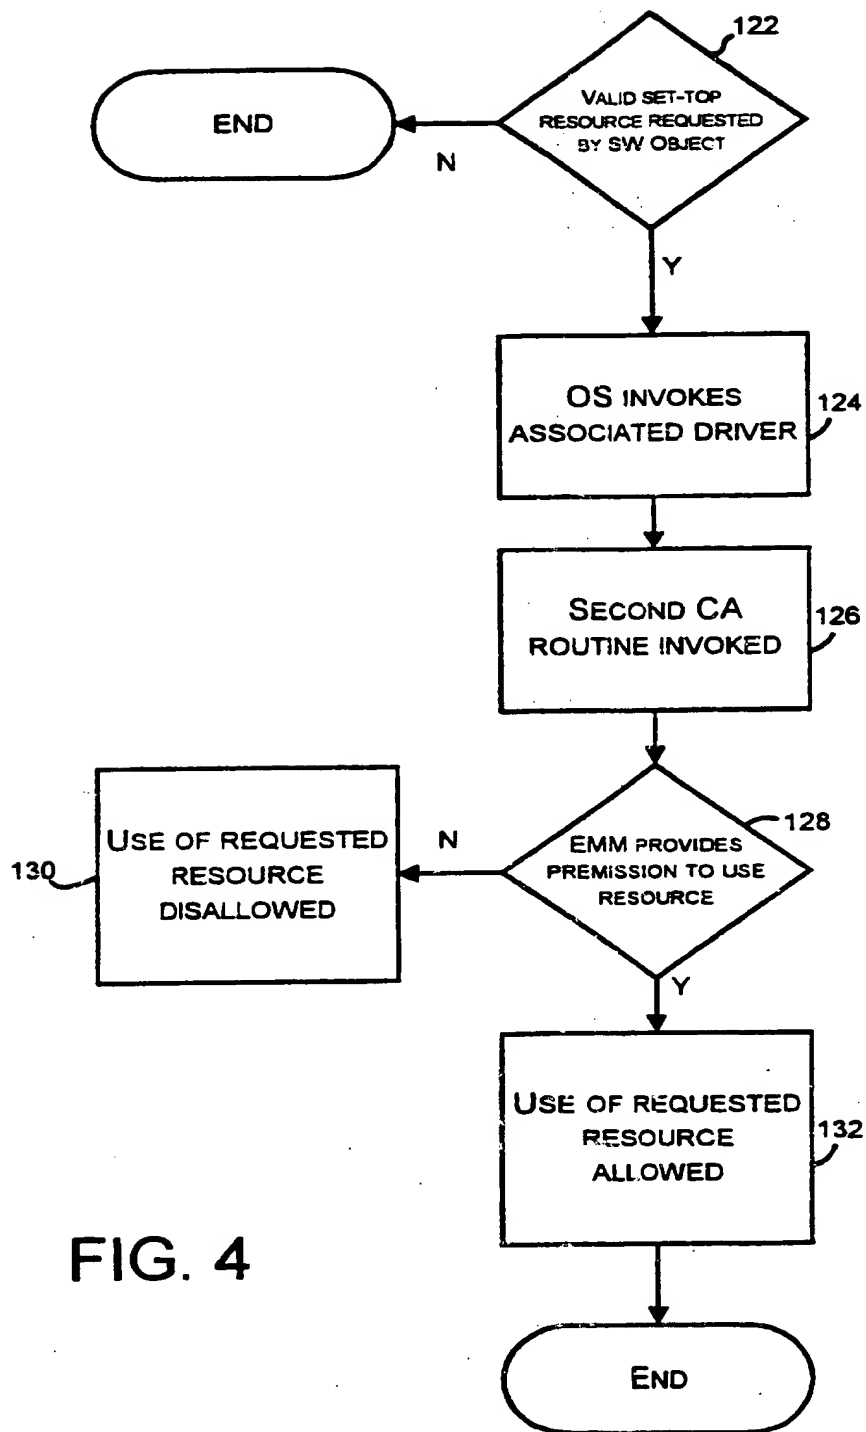 122
VALID SET-TOP
RESOURCE REQUESTED
BY SW OBJECT
END
N
Y
OS INVOKES
ASSOCIATED DRIVER
124
SECOND CA
ROUTINE INVOKED
126
EMM PROVIDES
PREMISSION TO USE
RESOURCE
128
N
USE OF REQUESTED
RESOURCE
DISALLOWED
130
Y
USE OF REQUESTED
RESOURCE
ALLOWED
132
END
FIG. 4